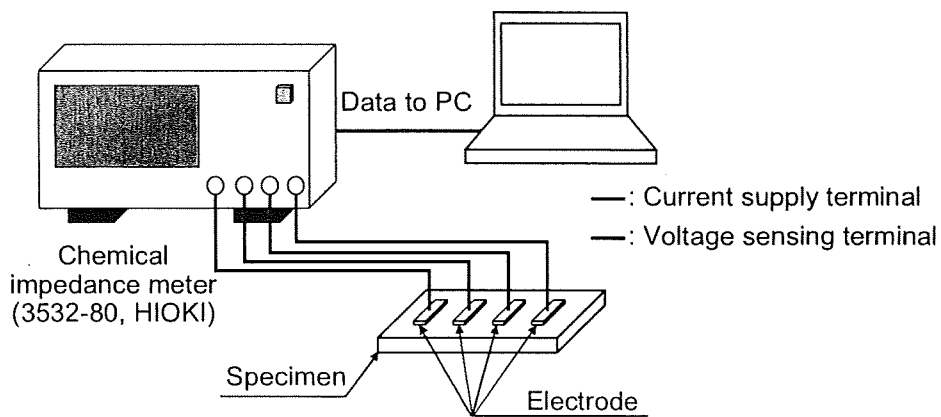 Data to PC
—: Current supply terminal
—: Voltage sensing terminal
Chemical
impedance meter
(3532-80, HIOKI)
Specimen
Electrode